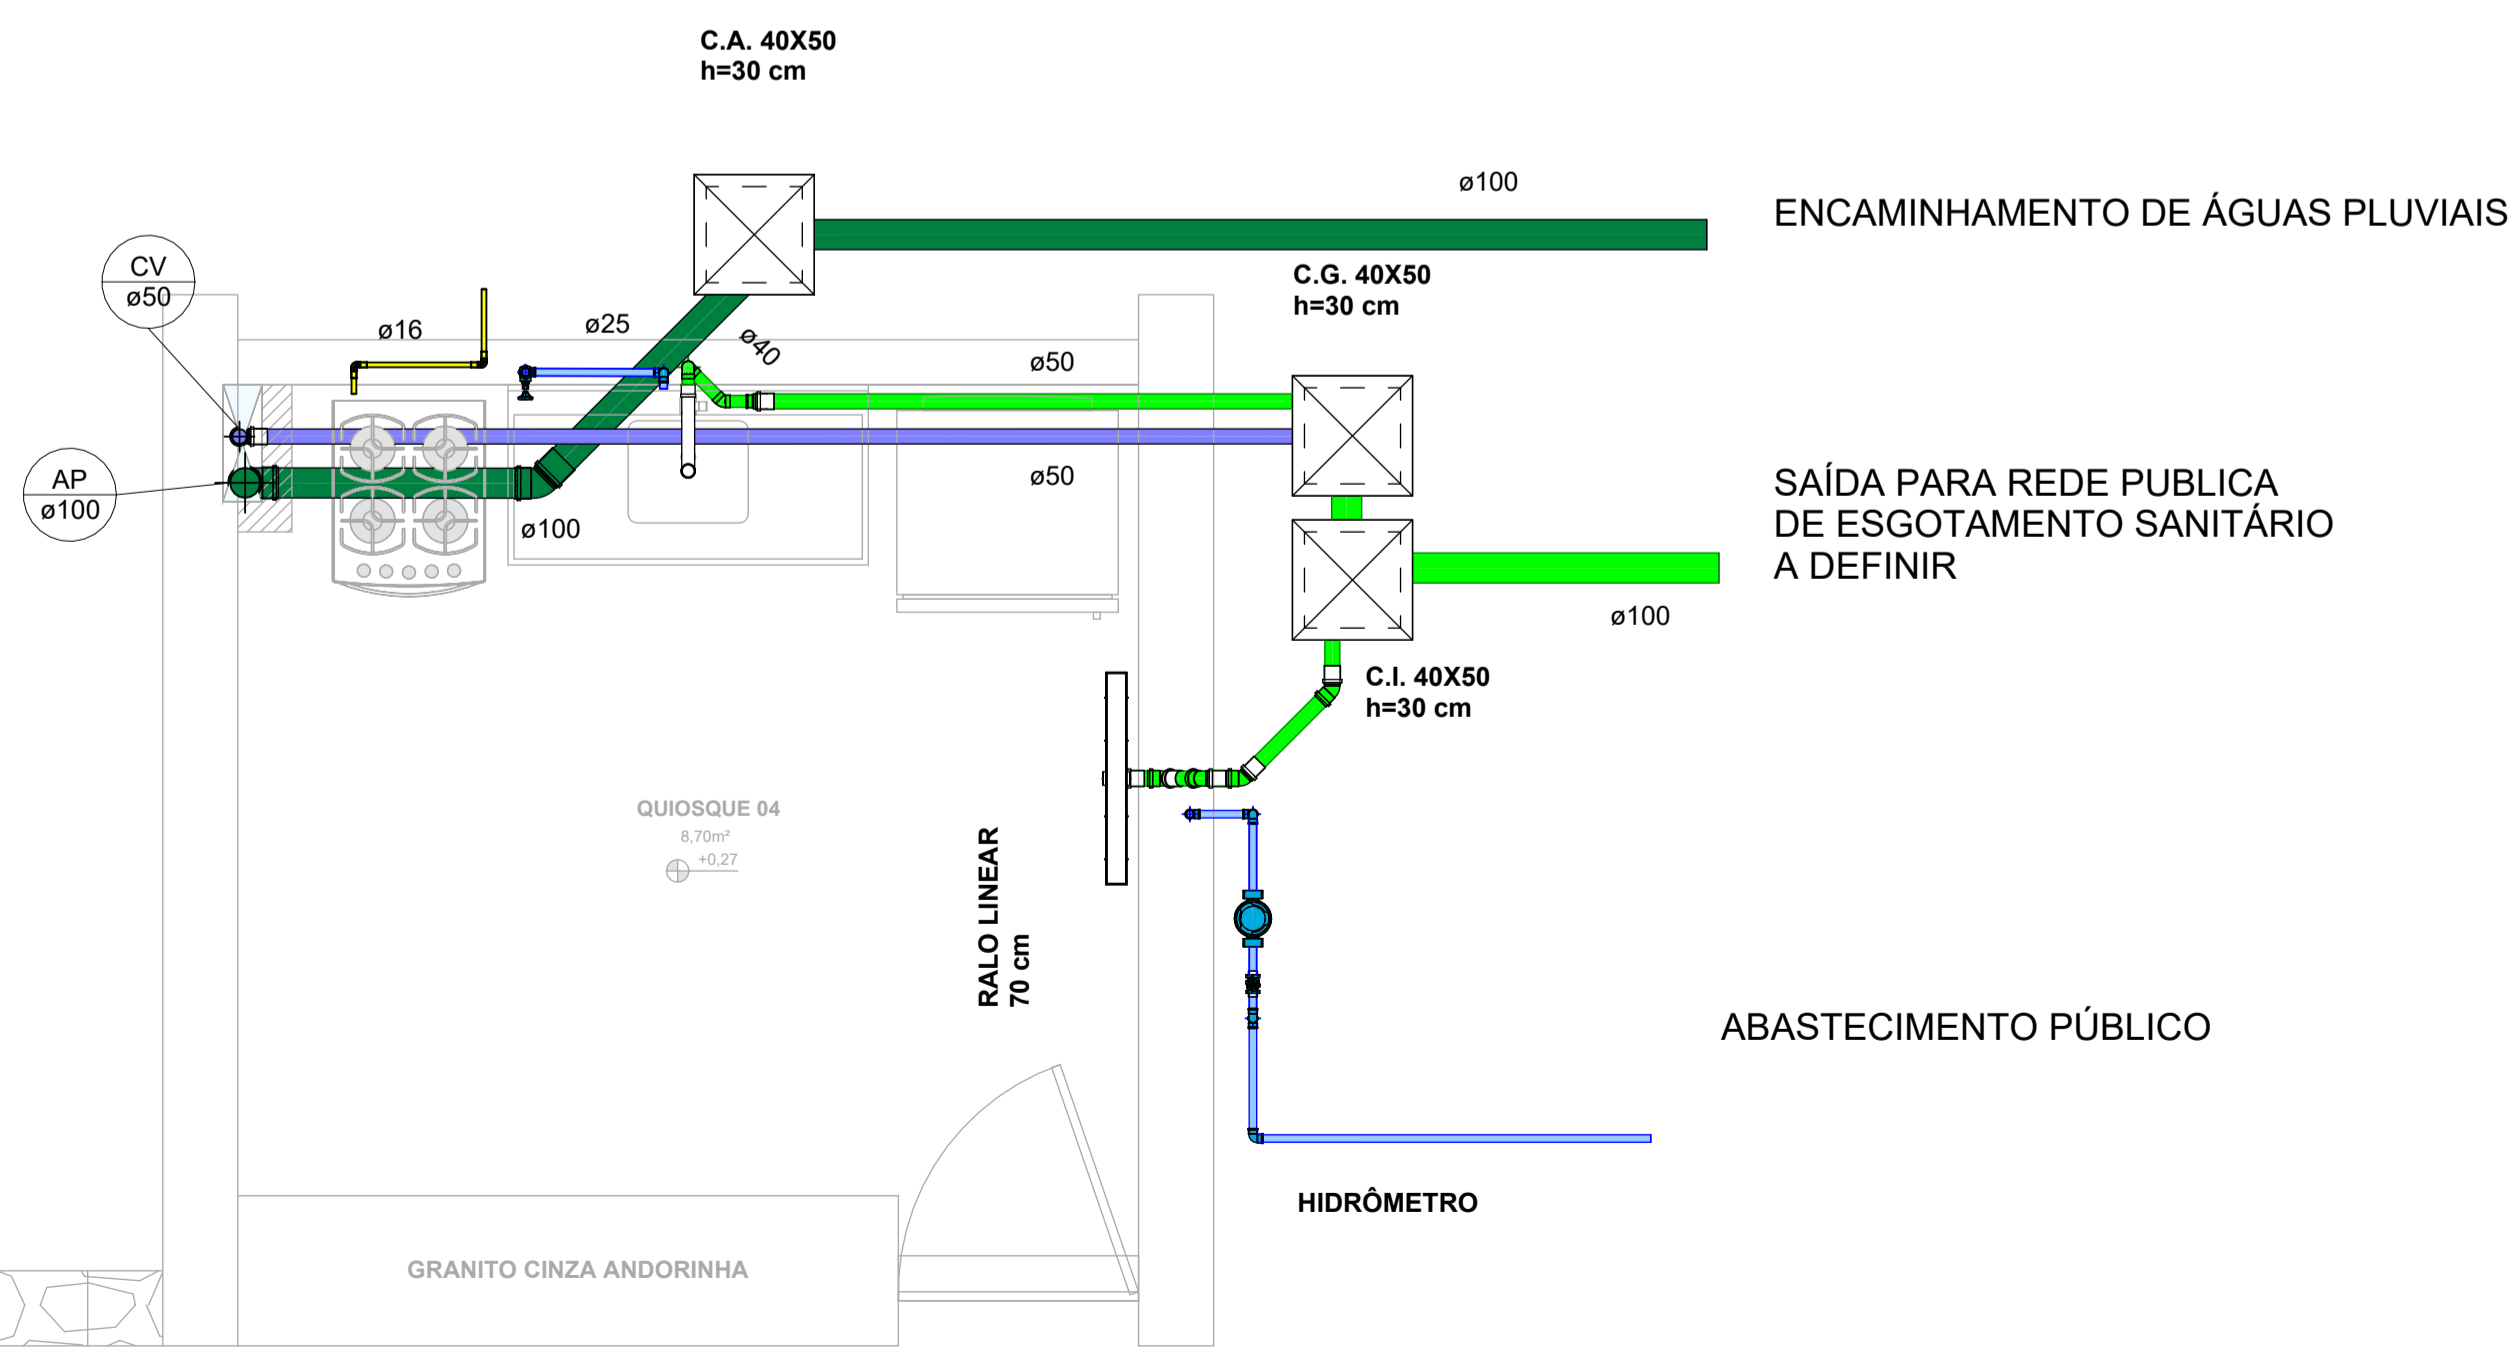 C.A. 40X50
h=30 cm
ø100
ENCAMINHAMENTO DE ÁGUAS PLUVIAIS
CV
ø50
C.G. 40X50
h=30 cm
ø16
ø25
ø40
ø50
AP
ø100
ø50
ø100
SAÍDA PARA REDE PUBLICA
DE ESGOTAMENTO SANITÁRIO
A DEFINIR
ø100
C.I. 40X50
h=30 cm
QUIOSQUE 04
8,70m²
+0,27
RALO LINEAR
70 cm
ABASTECIMENTO PÚBLICO
HIDRÔMETRO
GRANITO CINZA ANDORINHA